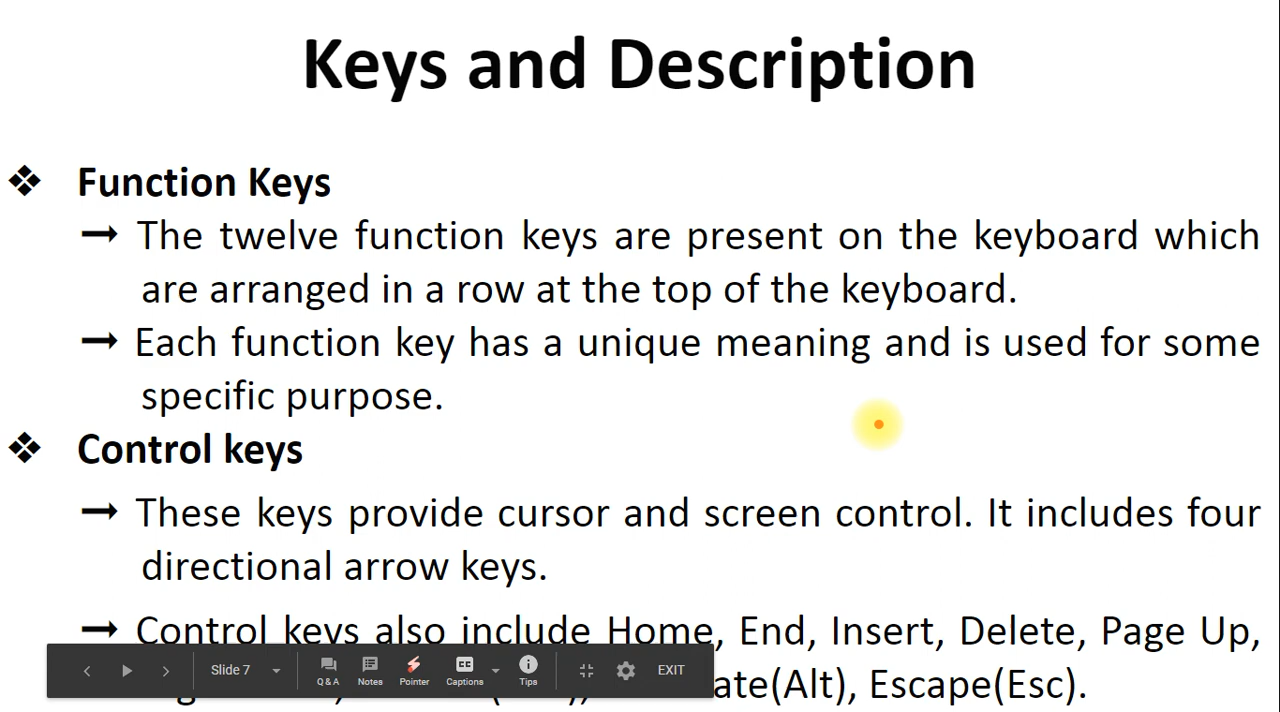 Keys and Description
❖ Function Keys
→ The twelve function keys are present on the keyboard which
are arranged in a row at the top of the keyboard.
→ Each function key has a unique meaning and is used for some
specific purpose.
❖ Control keys
→ These keys provide cursor and screen control. It includes four
directional arrow keys.
→ Control keys also include Home, End, Insert, Delete, Page Up,
Escape(Esc).
Slide 7 Q & A Notes Pointer CC Captions Tips EXIT